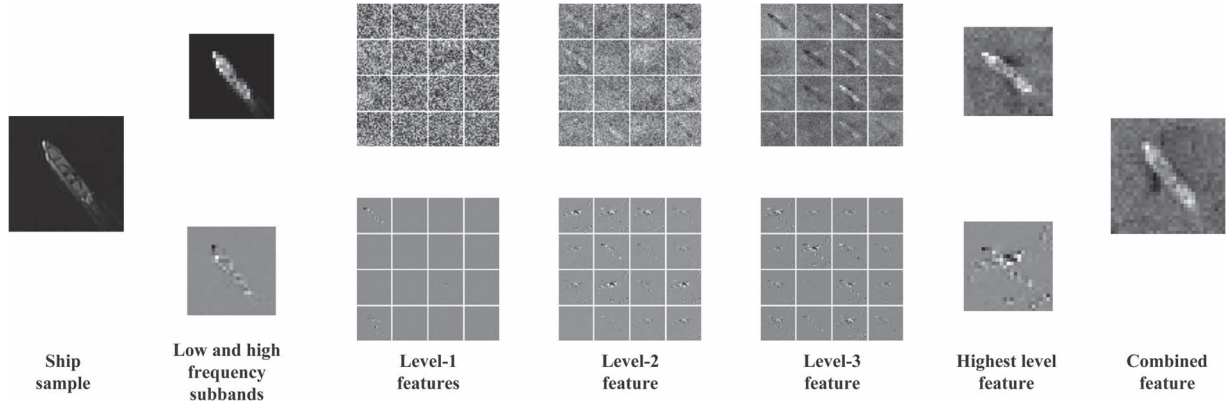 Ship
sample
Low and high
frequency
subbands
Level-1
features
Level-2
feature
Level-3
feature
Highest level
feature
Combined
feature